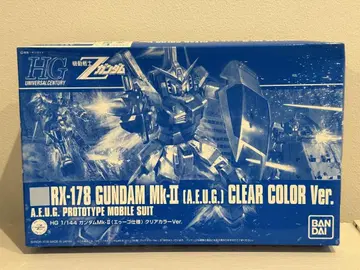 HG
UNIVERSAL CENTURY
機動戦士
Ζガンダム
RX-178 GUNDAM Mk-II (A.E.U.G.) CLEAR COLOR Ver.
A.E.U.G. PROTOTYPE MOBILE SUIT
HG 1/144 ガンダムMk-II (エゥーゴ仕様) クリアカラーVer.
BAN
DAI